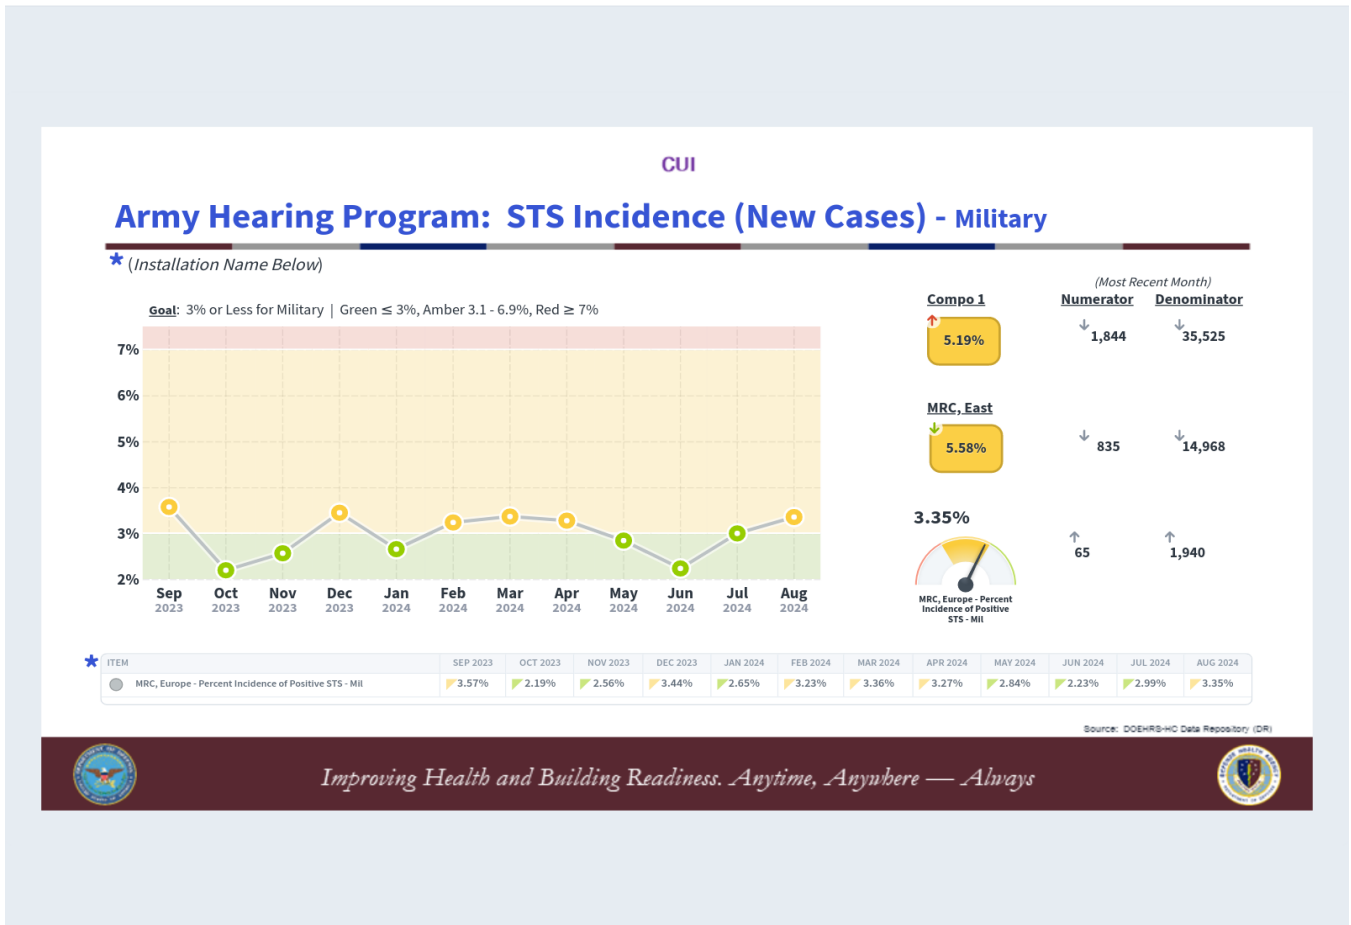 CUI
Army Hearing Program:  STS Incidence (New Cases) - Military
* (Installation Name Below)
Goal:  3% or Less for Military  |  Green ≤ 3%, Amber 3.1 - 6.9%, Red ≥ 7%
7%
6%
5%
4%
3%
2%
Sep Oct Nov Dec Jan Feb Mar Apr May Jun Jul Aug
2023 2023 2023 2023 2024 2024 2024 2024 2024 2024 2024 2024
(Most Recent Month)
Compo 1 Numerator Denominator
↑ 5.19% ↓ 1,844 ↓ 35,525
MRC, East
↓ 5.58% ↓ 835 ↓ 14,968
3.35%
↑ 65 ↑ 1,940
MRC, Europe - Percent
Incidence of Positive
STS - Mil
* ITEM SEP 2023 OCT 2023 NOV 2023 DEC 2023 JAN 2024 FEB 2024 MAR 2024 APR 2024 MAY 2024 JUN 2024 JUL 2024 AUG 2024
MRC, Europe - Percent Incidence of Positive STS - Mil 3.57% 2.19% 2.56% 3.44% 2.65% 3.23% 3.36% 3.27% 2.84% 2.23% 2.99% 3.35%
Source:  DOEHRS-HC Data Repository (DR)
Improving Health and Building Readiness. Anytime, Anywhere — Always
DEFENSE HEALTH AGENCY